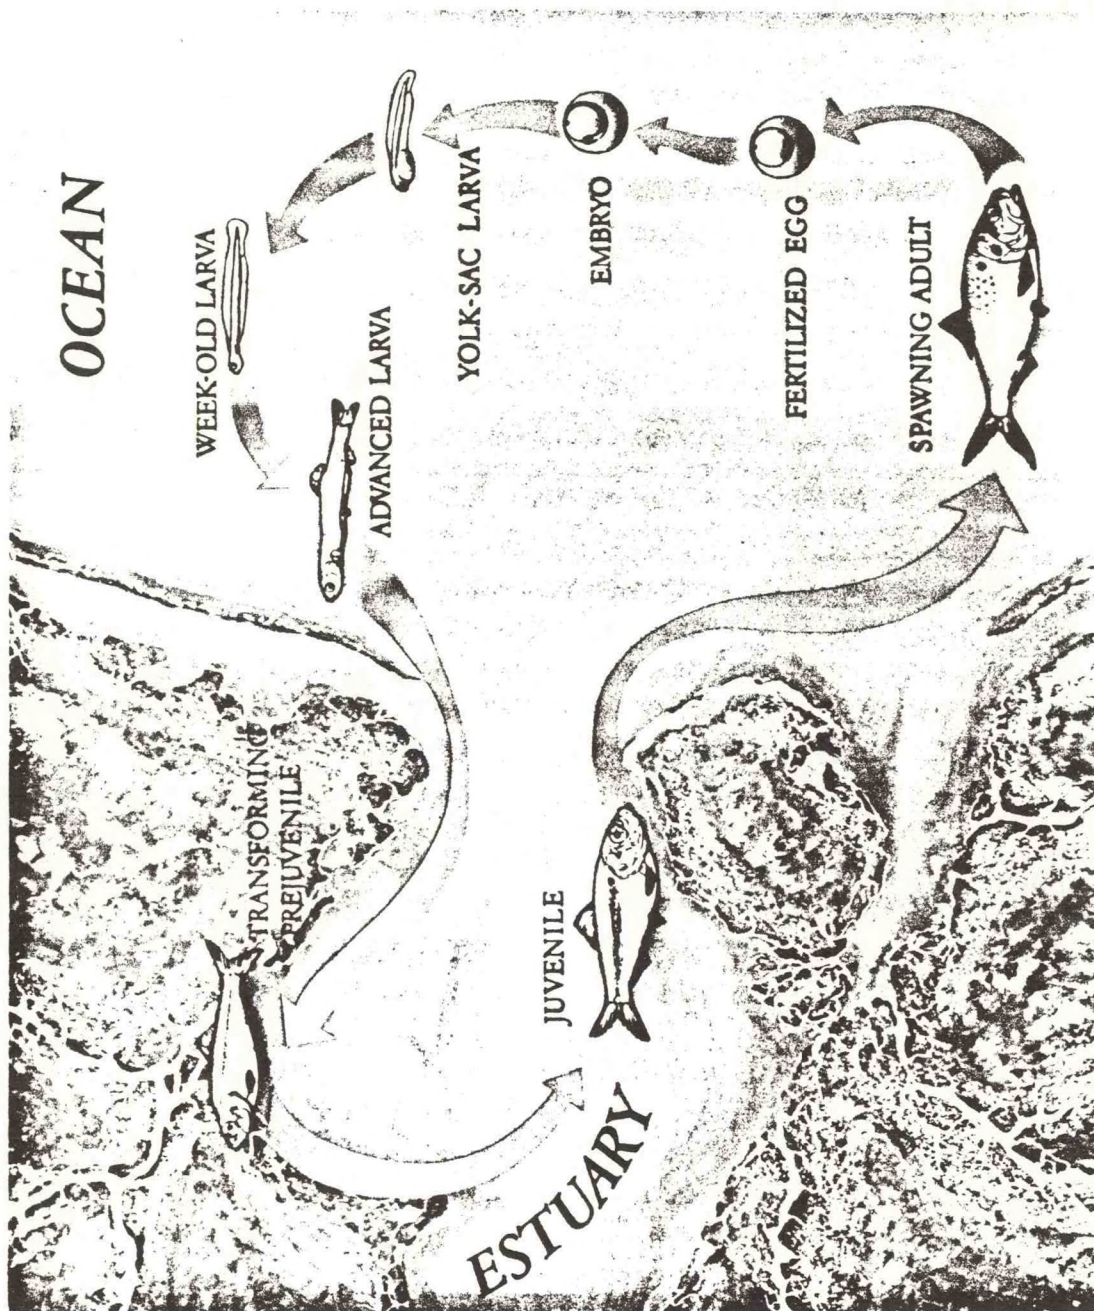 OCEAN
WEEK-OLD LARVA
ADVANCED LARVA
YOLK-SAC LARVA
EMBRYO
FERTILIZED EGG
SPAWNING ADULT
TRANSFORMING
PREJUVENILE
JUVENILE
ESTUARY